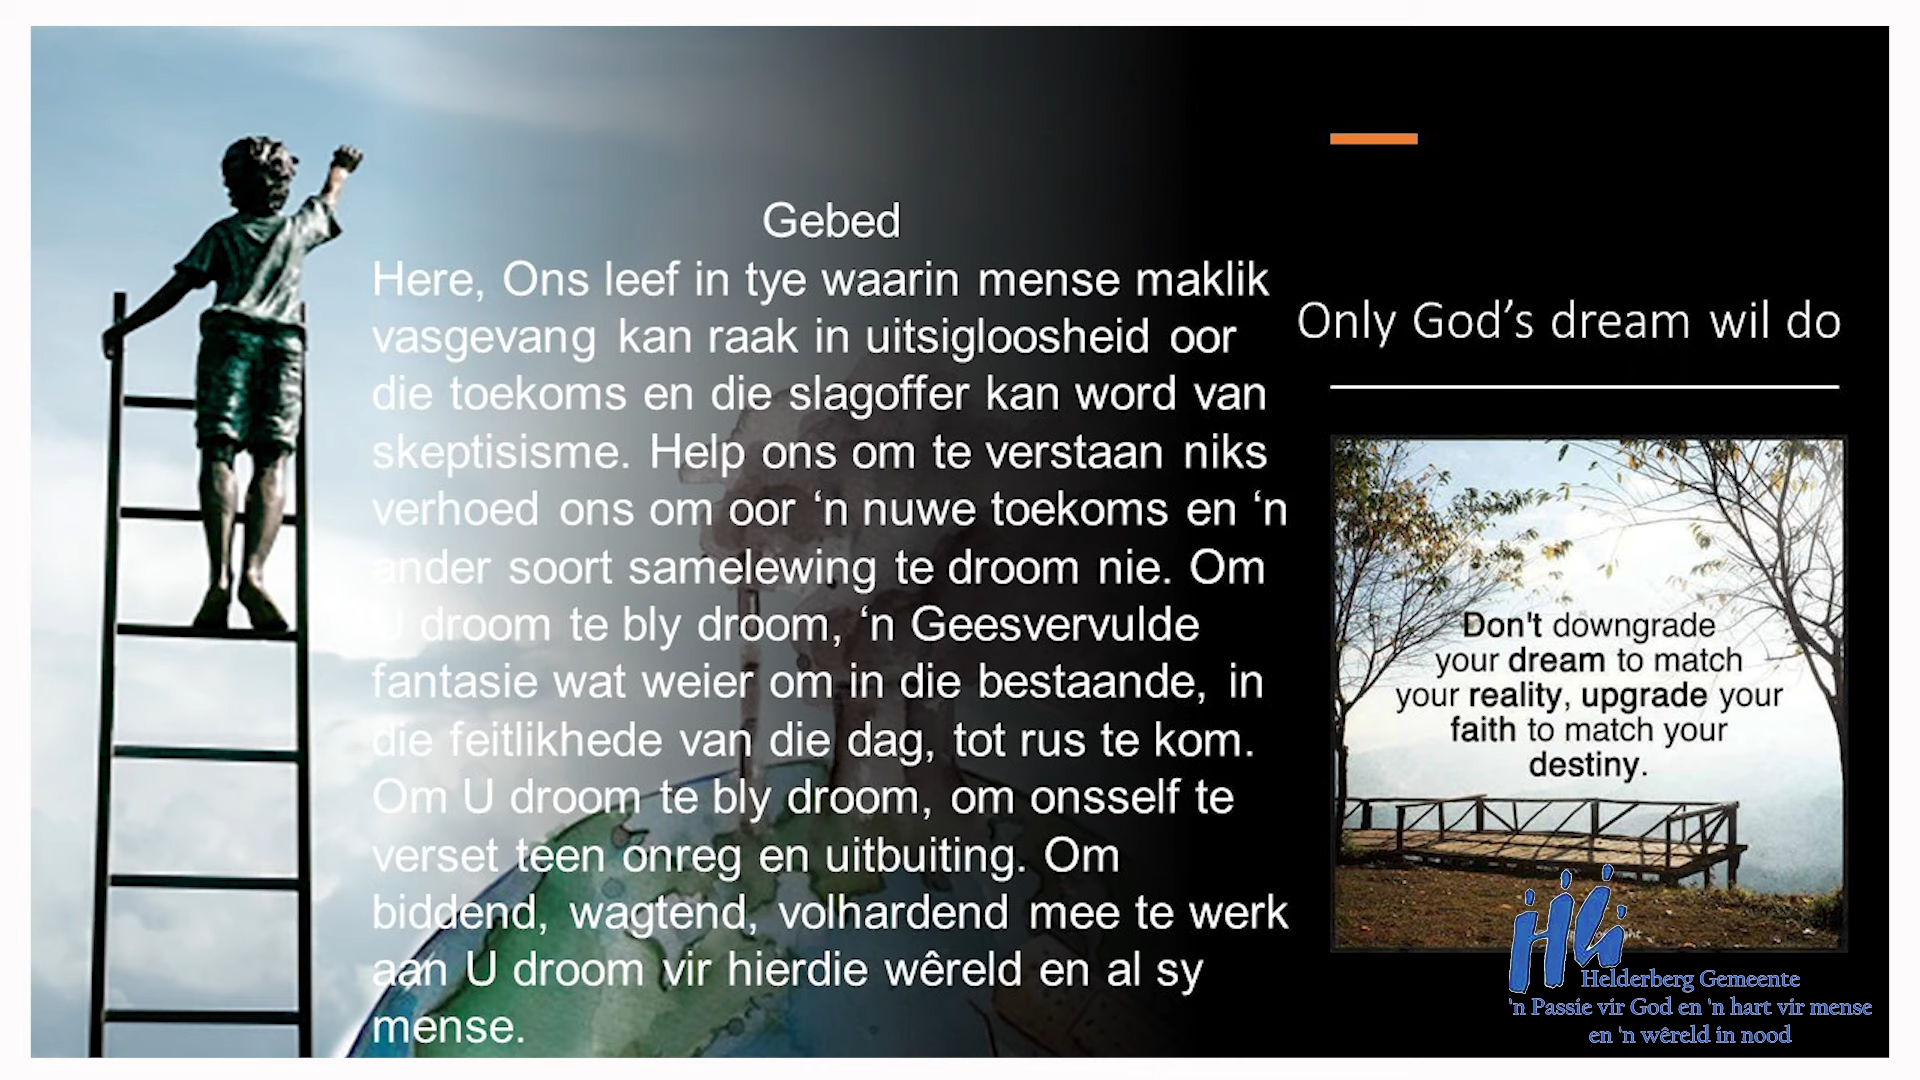 Gebed
Here, Ons leef in tye waarin mense maklik
vasgevang kan raak in uitsigloosheid oor
die toekoms en die slagoffer kan word van
skeptisisme. Help ons om te verstaan niks
verhoed ons om oor ‘n nuwe toekoms en ‘n
ander soort samelewing te droom nie. Om
U droom te bly droom, ‘n Geesvervulde
fantasie wat weier om in die bestaande, in
die feitlikhede van die dag, tot rus te kom.
Om U droom te bly droom, om onsself te
verset teen onreg en uitbuiting. Om
biddend, wagtend, volhardend mee te werk
aan U droom vir hierdie wêreld en al sy
mense.
Only God’s dream wil do
Don't downgrade
your dream to match
your reality, upgrade your
faith to match your
destiny.
HG
Helderberg Gemeente
'n Passie vir God en 'n hart vir mense
en 'n wêreld in nood